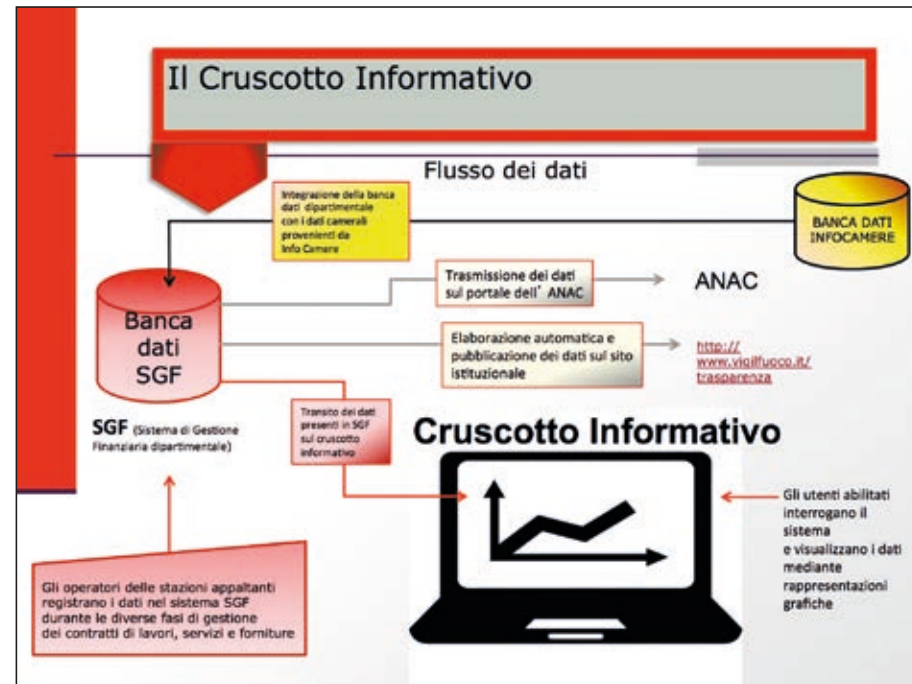 Il Cruscotto Informativo
Flusso dei dati
Integrazione della banca
dati dipartimentale
con i dati camerali
provenienti da
Info Camere
BANCA DATI
INFOCAMERE
Trasmissione dei dati
sul portale dell' ANAC
ANAC
Banca
dati
SGF
Elaborazione automatica e
pubblicazione dei dati sul sito
istituzionale
http://
www.vigilfuoco.it/
trasparenza
SGF (Sistema di Gestione
Finanziaria dipartimentale)
Transito dei dati
presenti in SGF
sul cruscotto
informativo
Cruscotto Informativo
Gli utenti abilitati
interrogano il
sistema
e visualizzano i dati
mediante
rappresentazioni
grafiche
Gli operatori delle stazioni appaltanti
registrano i dati nel sistema SGF
durante le diverse fasi di gestione
dei contratti di lavori, servizi e forniture